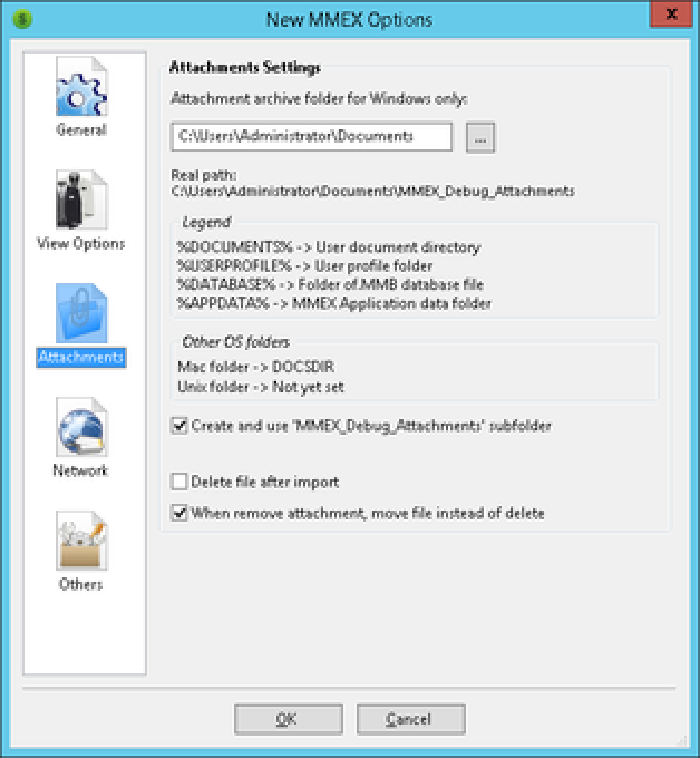 New MMEX Options
x
General
View Options
Attachments
Network
Others
Attachments Settings
Attachment archive folder for Windows only:
C:\Users\Administrator\Documents
...
Real path:
C:\Users\Administrator\Documents\MMEX_Debug_Attachments
Legend
%DOCUMENTS% -> User document directory
%USERPROFILE% -> User profile folder
%DATABASE% -> Folder of.MMB database file
%APPDATA% -> MMEX Application data folder
Other OS folders
Mac folder -> DOCSDIR
Unix folder -> Not yet set
Create and use 'MMEX_Debug_Attachments' subfolder
Delete file after import
When remove attachment, move file instead of delete
OK
Cancel